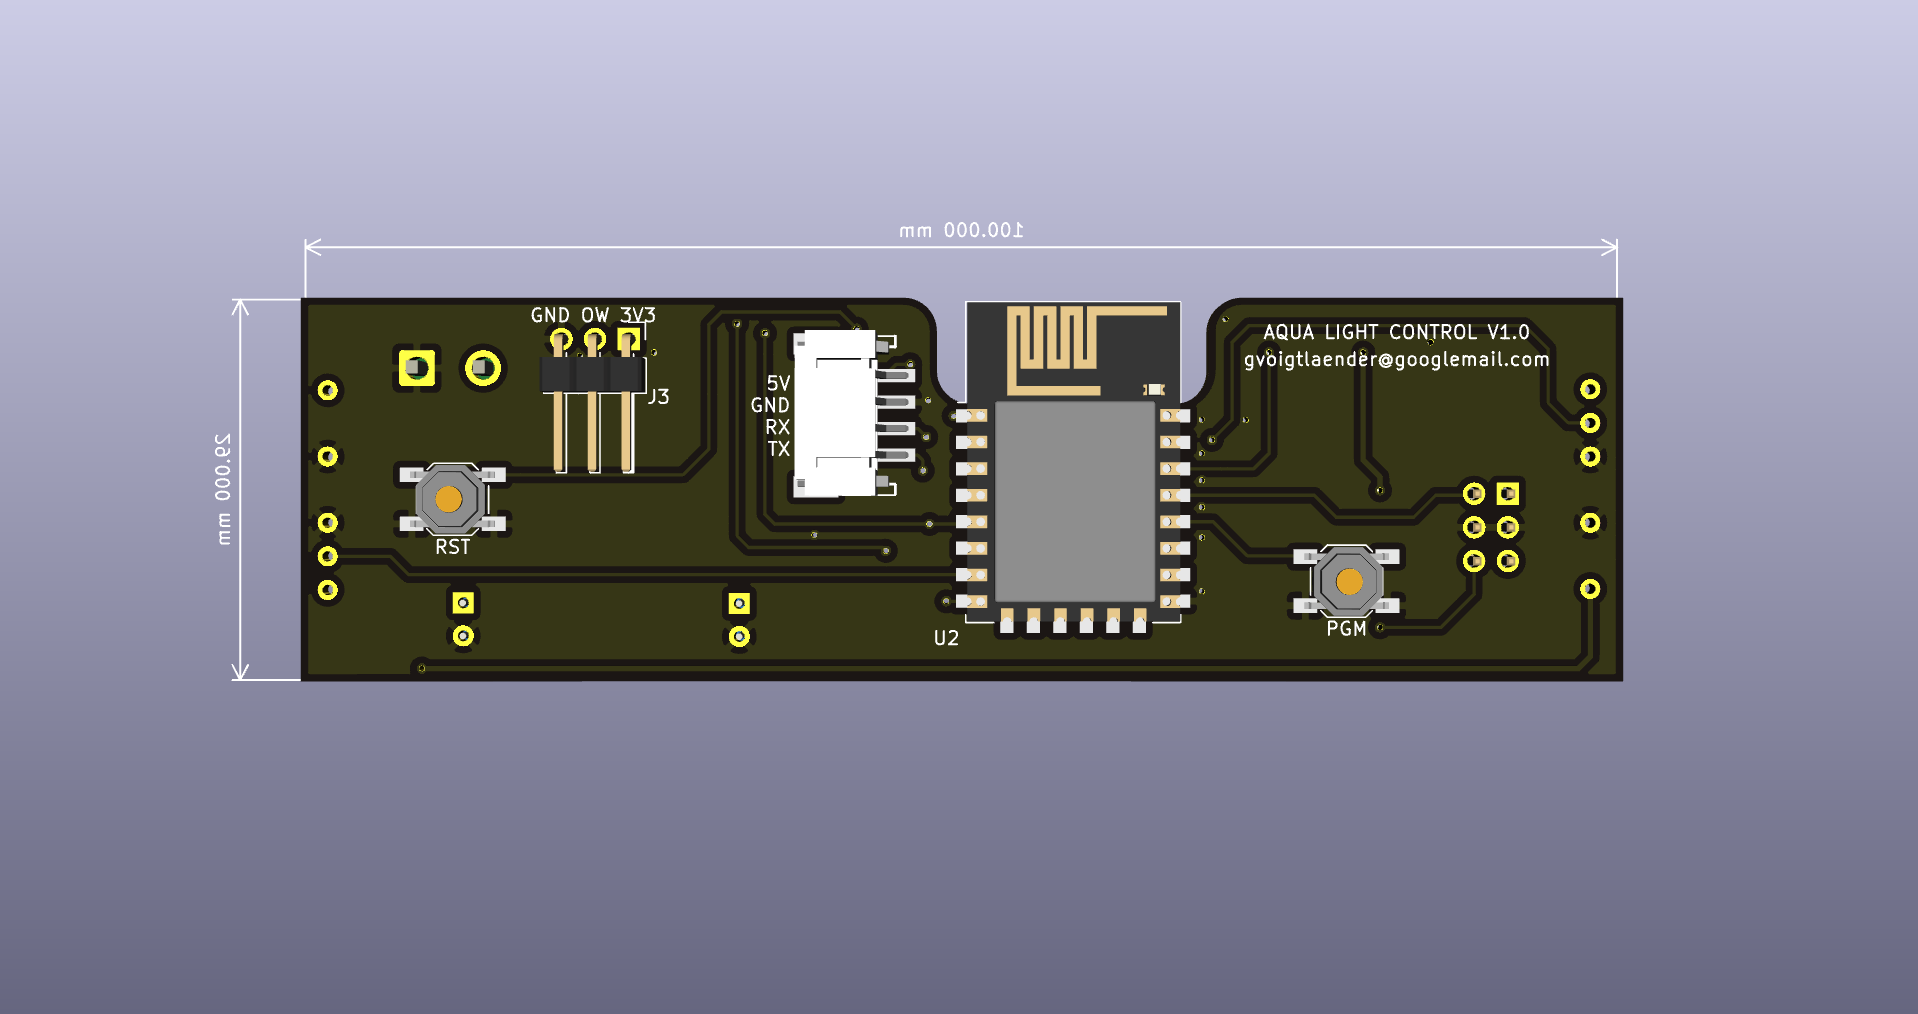 100.000 mm
29.000 mm
GND OW 3V3
J3
AQUA LIGHT CONTROL V1.0
gvoigtlaender@googlemail.com
5V
GND
RX
TX
RST
U2
PGM